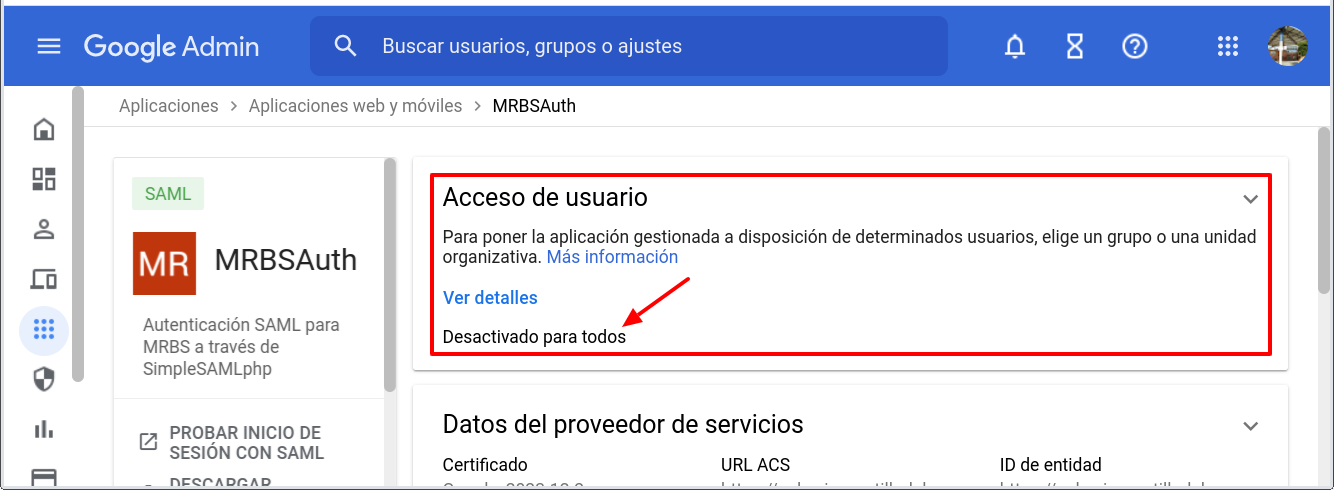 Google Admin
Buscar usuarios, grupos o ajustes
Aplicaciones > Aplicaciones web y móviles > MRBSAuth
SAML
MR
MRBSAuth
Autenticación SAML para
MRBS a través de
SimpleSAMLphp
PROBAR INICIO DE
SESIÓN CON SAML
DESCARGAR
Acceso de usuario
Para poner la aplicación gestionada a disposición de determinados usuarios, elige un grupo o una unidad
organizativa. Más información
Ver detalles
Desactivado para todos
Datos del proveedor de servicios
Certificado
URL ACS
ID de entidad